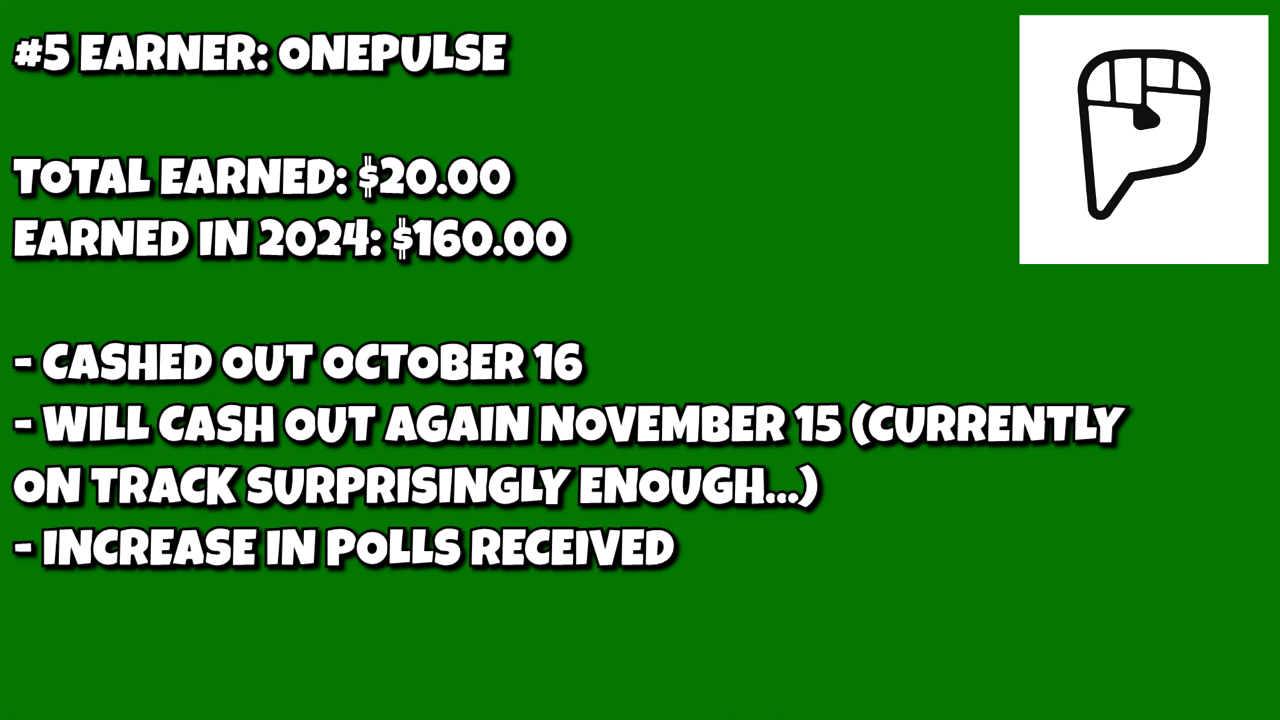 #5 EARNER: ONEPULSE
TOTAL EARNED: $20.00
EARNED IN 2024: $160.00
- CASHED OUT OCTOBER 16
- WILL CASH OUT AGAIN NOVEMBER 15 (CURRENTLY
ON TRACK SURPRISINGLY ENOUGH...)
- INCREASE IN POLLS RECEIVED